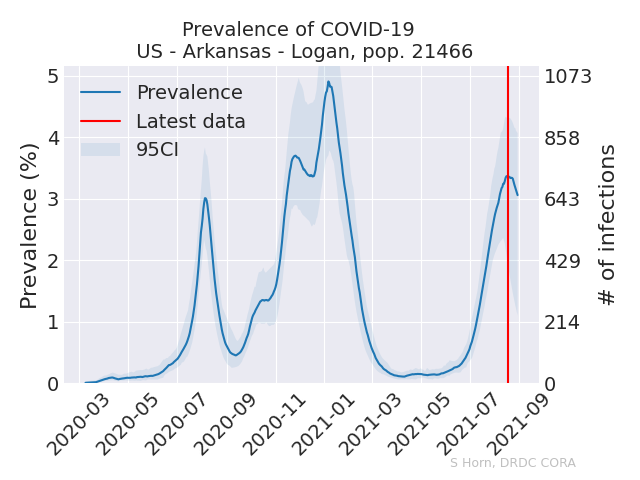 Prevalence of COVID-19
US - Arkansas - Logan, pop. 21466
Prevalence
Latest data
95CI
Prevalence (%)
5
4
3
2
1
0
# of infections
1073
858
643
429
214
0
2020-03
2020-05
2020-07
2020-09
2020-11
2021-01
2021-03
2021-05
2021-07
2021-09
S Horn, DRDC CORA